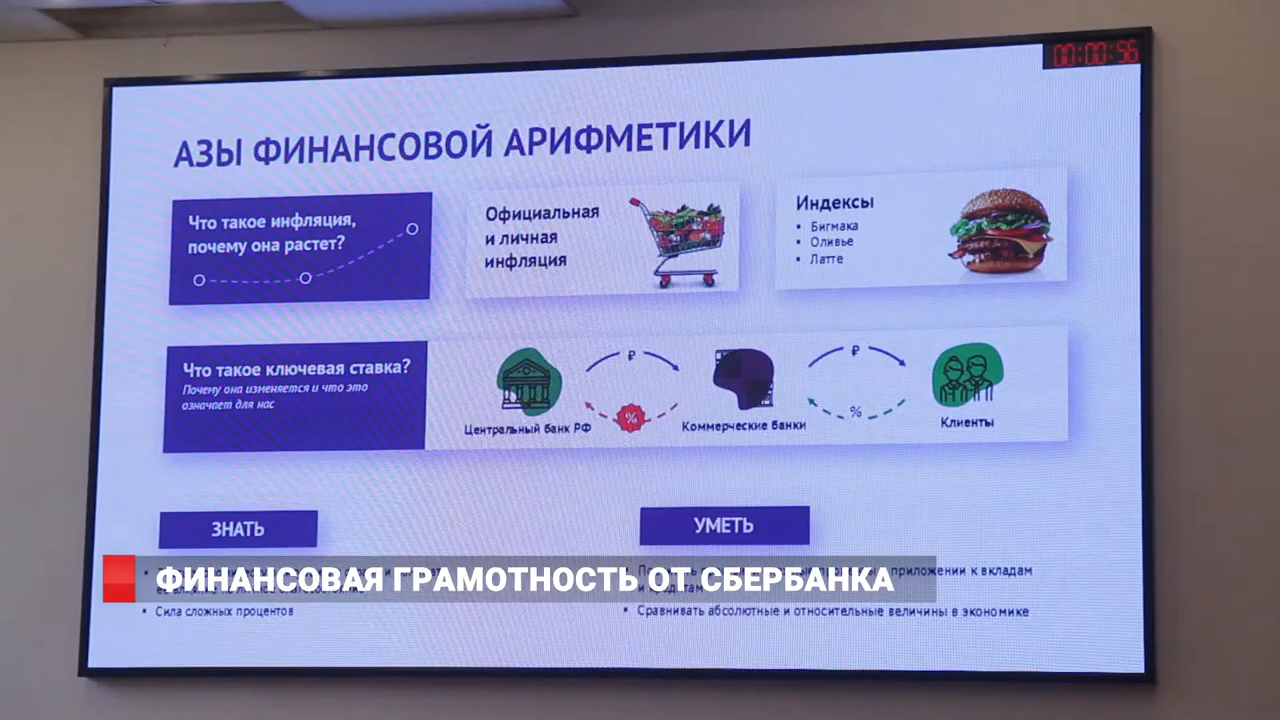 00:00:56
АЗЫ ФИНАНСОВОЙ АРИФМЕТИКИ
Что такое инфляция,
почему она растет?
Официальная
и личная
инфляция
Индексы
▪ Бигмака
▪ Оливье
▪ Латте
Что такое ключевая ставка?
Почему она изменяется и что это
означает для нас
₽
₽
%
%
Центральный банк РФ
Коммерческие банки
Клиенты
ЗНАТЬ
УМЕТЬ
ФИНАНСОВАЯ ГРАМОТНОСТЬ ОТ СБЕРБАНКА
приложении к вкладам
▪ Сила сложных процентов
▪ Сравнивать абсолютные и относительные величины в экономике